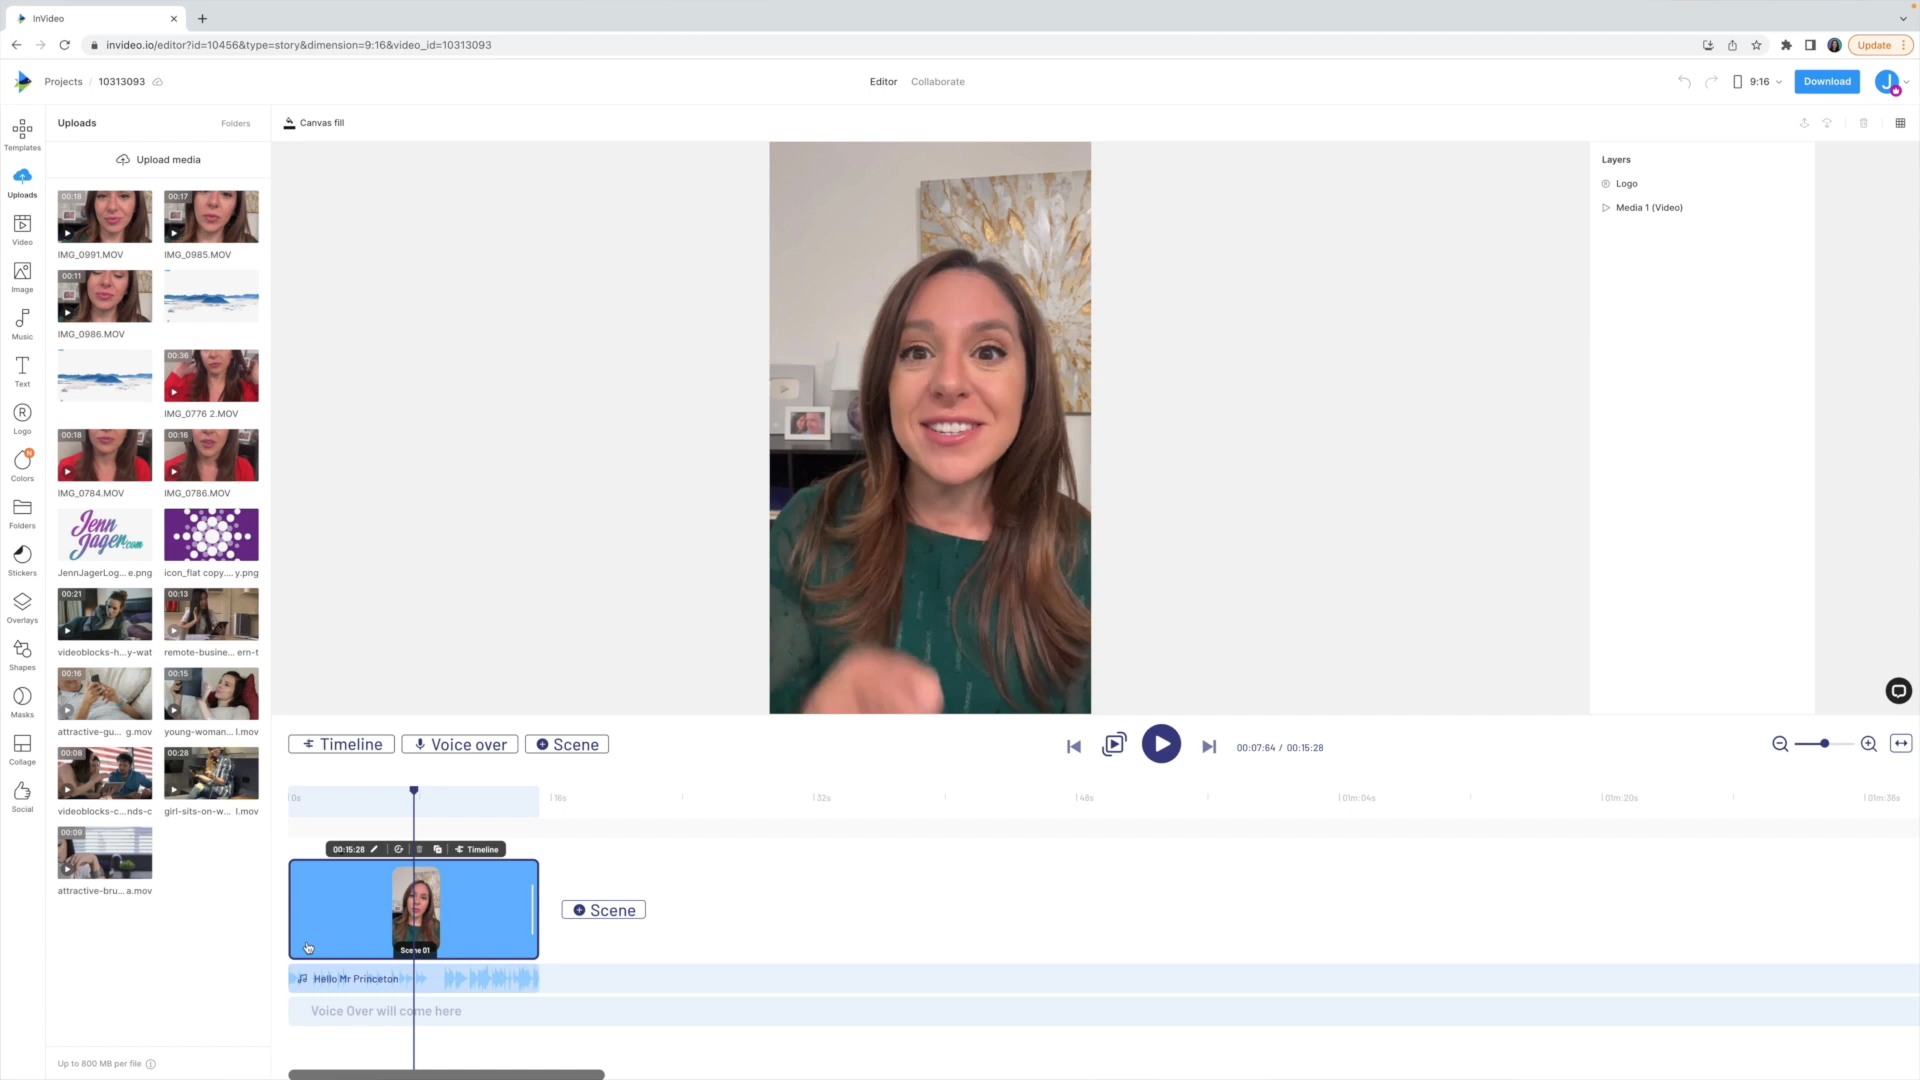 InVideo
invideo.io/editor?id=10456&type=story&dimension=9:16&video_id=10313093
Update
Projects / 10313093
Editor
Collaborate
9:16
Download
J
Templates
Uploads
Video
Image
Music
Text
Logo
Colors
N
Folders
Stickers
Overlays
Shapes
Masks
Collage
Social
Uploads
Folders
Upload media
00:18
00:17
IMG_0991.MOV
IMG_0985.MOV
00:11
IMG_0986.MOV
00:36
IMG_0776 2.MOV
00:18
00:16
IMG_0784.MOV
IMG_0786.MOV
Jenn
Jager.com
JennJagerLog... e.png
icon_flat copy.... y.png
00:21
00:13
videoblocks-h... y-wat
remote-busine... ern-t
00:16
00:15
attractive-gu... g.mov
young-woman... l.mov
00:08
00:28
videoblocks-c... nds-c
girl-sits-on-w... l.mov
00:09
attractive-bru... a.mov
Up to 800 MB per file
Canvas fill
Layers
Logo
Media 1 (Video)
Timeline
Voice over
Scene
00:07:64 / 00:15:28
0s
16s
32s
48s
01m:04s
01m:20s
01m:36s
00:15:28
Timeline
Scene 01
Scene
Hello Mr Princeton
Voice Over will come here